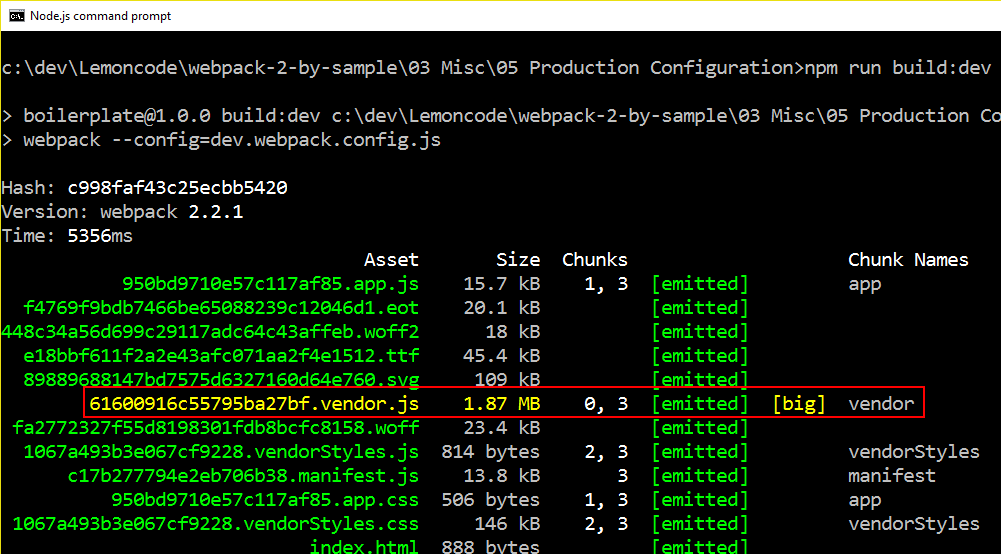 Node.js command prompt
c:\dev\Lemoncode\webpack-2-by-sample\03 Misc\05 Production Configuration>npm run build:dev
> boilerplate@1.0.0 build:dev c:\dev\Lemoncode\webpack-2-by-sample\03 Misc\05 Production Co
> webpack --config=dev.webpack.config.js
Hash: c998faf43c25ecbb5420
Version: webpack 2.2.1
Time: 5356ms
Asset Size Chunks Chunk Names
950bd9710e57c117af85.app.js 15.7 kB 1, 3 [emitted] app
f4769f9bdb7466be65088239c12046d1.eot 20.1 kB [emitted]
448c34a56d699c29117adc64c43affeb.woff2 18 kB [emitted]
e18bbf611f2a2e43afc071aa2f4e1512.ttf 45.4 kB [emitted]
89889688147bd7575d6327160d64e760.svg 109 kB [emitted]
61600916c55795ba27bf.vendor.js 1.87 MB 0, 3 [emitted] [big] vendor
fa2772327f55d8198301fdb8bcfc8158.woff 23.4 kB [emitted]
1067a493b3e067cf9228.vendorStyles.js 814 bytes 2, 3 [emitted] vendorStyles
c17b277794e2eb706b38.manifest.js 13.8 kB 3 [emitted] manifest
950bd9710e57c117af85.app.css 506 bytes 1, 3 [emitted] app
1067a493b3e067cf9228.vendorStyles.css 146 kB 2, 3 [emitted] vendorStyles
index.html 888 bytes [emitted]